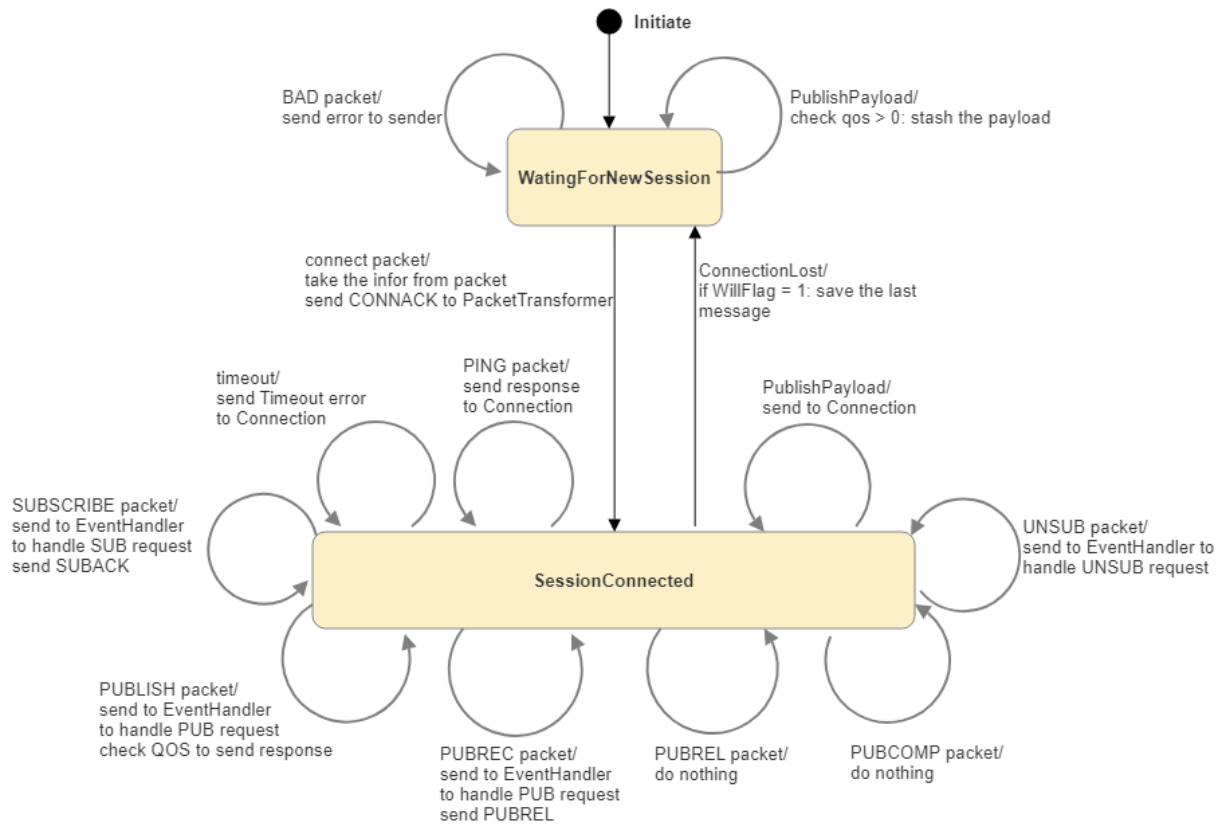 Initiate
BAD packet/
send error to sender
PublishPayload/
check qos > 0: stash the payload
WatingForNewSession
connect packet/
take the infor from packet
send CONNACK to PacketTransformer
ConnectionLost/
if WillFlag = 1: save the last
message
timeout/
send Timeout error
to Connection
PING packet/
send response
to Connection
PublishPayload/
send to Connection
SUBSCRIBE packet/
send to EventHandler
to handle SUB request
send SUBACK
UNSUB packet/
send to EventHandler to
handle UNSUB request
SessionConnected
PUBLISH packet/
send to EventHandler
to handle PUB request
check QOS to send response
PUBREC packet/
send to EventHandler
to handle PUB request
send PUBREL
PUBREL packet/
do nothing
PUBCOMP packet/
do nothing